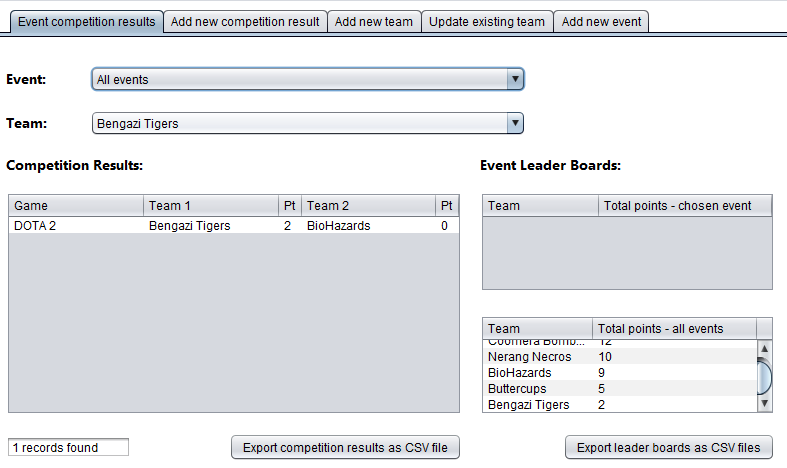 Event competition results Add new competition result Add new team Update existing team Add new event
Event: All events
Team: Bengazi Tigers
Competition Results:
Game Team 1 Pt Team 2 Pt
DOTA 2 Bengazi Tigers 2 BioHazards 0
1 records found
Export competition results as CSV file
Event Leader Boards:
Team Total points - chosen event
Team Total points - all events
Coomera Bomb... 12
Nerang Necros 10
BioHazards 9
Buttercups 5
Bengazi Tigers 2
Export leader boards as CSV files